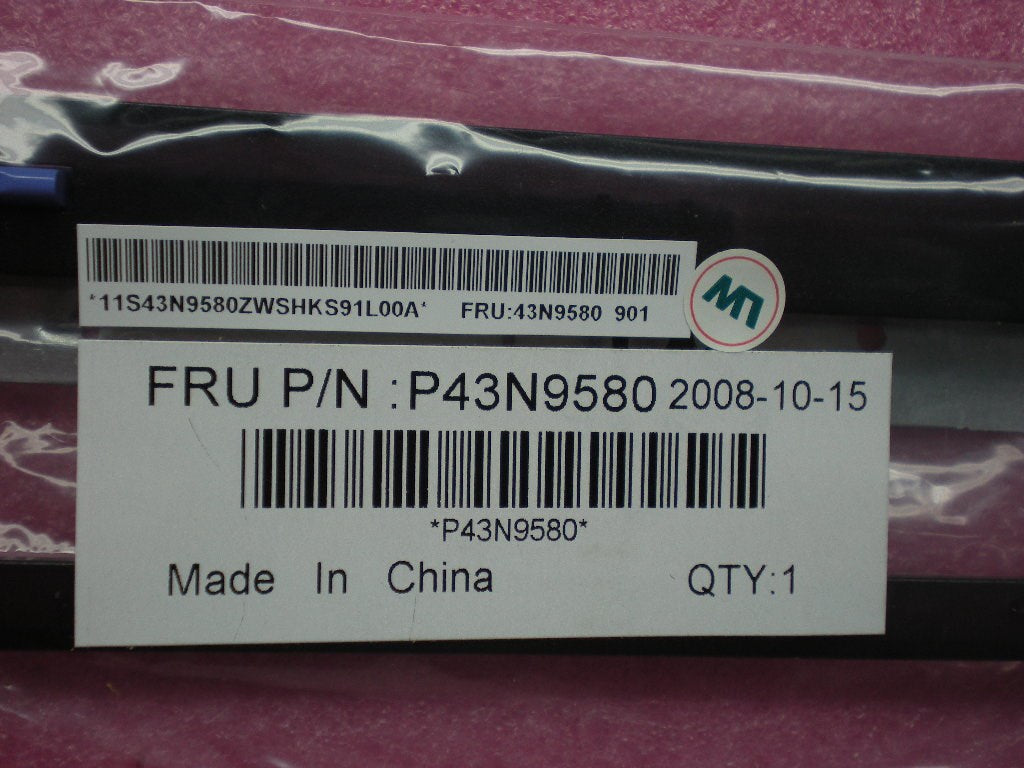 *11S43N9580ZWSHKS91L00A* FRU:43N9580 901
FRU P/N :P43N9580 2008-10-15
*P43N9580*
Made In China QTY:1